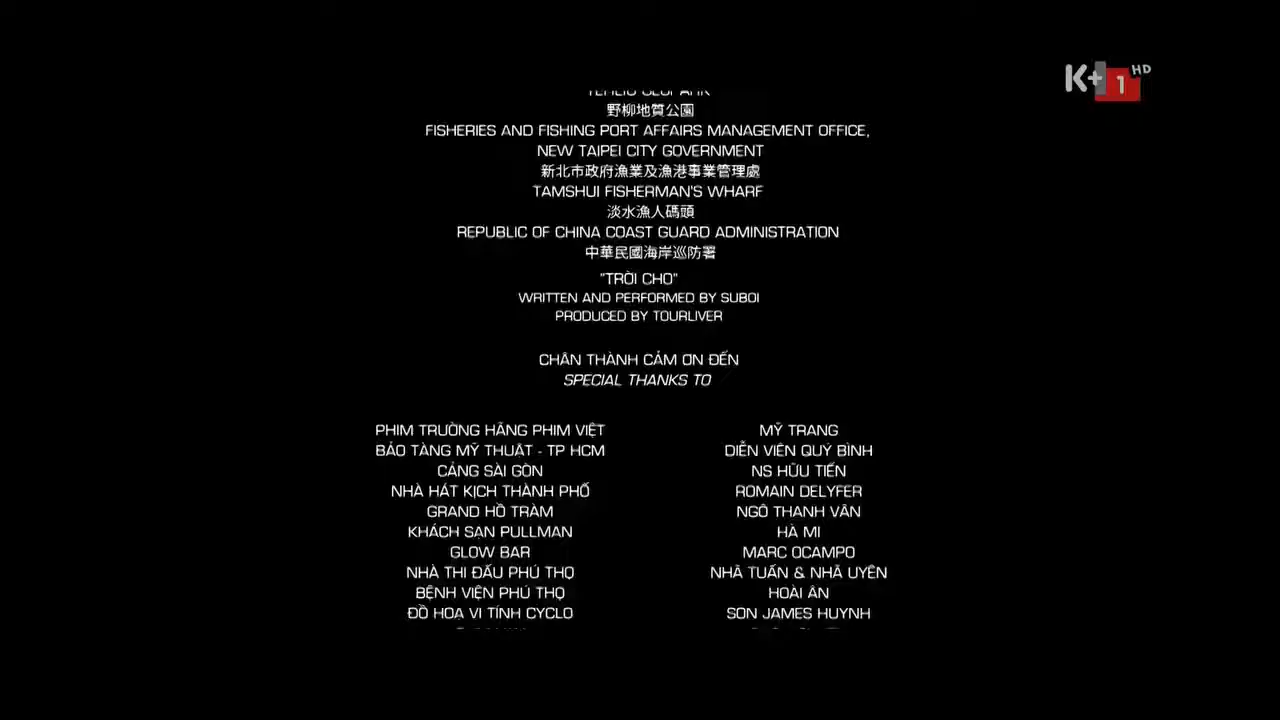 K+ 1 HD
野柳地質公園
FISHERIES AND FISHING PORT AFFAIRS MANAGEMENT OFFICE,
NEW TAIPEI CITY GOVERNMENT
新北市政府漁業及漁港事業管理處
TAMSHUI FISHERMAN'S WHARF
淡水漁人碼頭
REPUBLIC OF CHINA COAST GUARD ADMINISTRATION
中華民國海岸巡防署
"TRỜI CHO"
WRITTEN AND PERFORMED BY SUBOI
PRODUCED BY TOURLIVER
CHÂN THÀNH CẢM ƠN ĐẾN
SPECIAL THANKS TO
PHIM TRƯỜNG HÃNG PHIM VIỆT
BẢO TÀNG MỸ THUẬT - TP HCM
CẢNG SÀI GÒN
NHÀ HÁT KỊCH THÀNH PHỐ
GRAND HỒ TRÀM
KHÁCH SẠN PULLMAN
GLOW BAR
NHÀ THI ĐẤU PHÚ THỌ
BỆNH VIỆN PHÚ THỌ
ĐỒ HOẠ VI TÍNH CYCLO
MỸ TRANG
DIỄN VIÊN QUÝ BÌNH
NS HỮU TIẾN
ROMAIN DELYFER
NGÔ THANH VÂN
HÀ MI
MARC OCAMPO
NHÃ TUẤN & NHÃ UYÊN
HOÀI ÂN
SON JAMES HUYNH